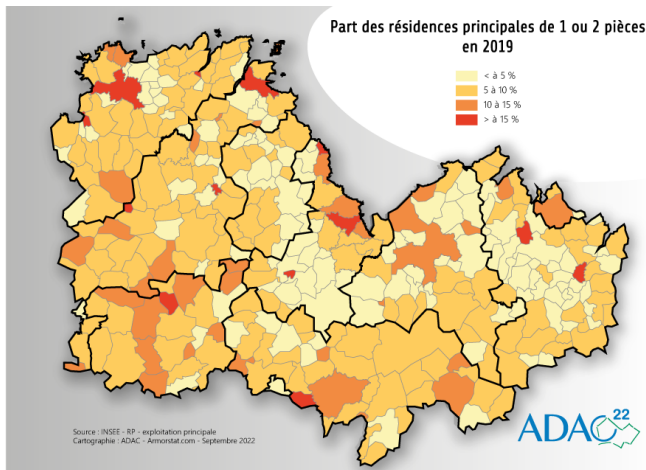 Part des résidences principales de 1 ou 2 pièces
en 2019
< à 5 %
5 à 10 %
10 à 15 %
> à 15 %
Source : INSEE - RP - exploitation principale
Cartographie : ADAC - Armorstat.com - Septembre 2022
ADAC 22